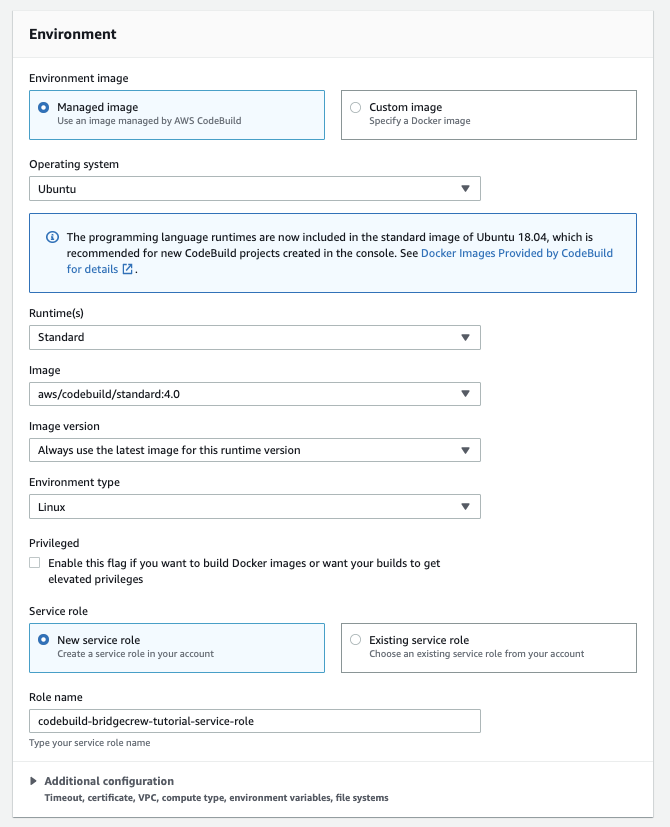 Environment
Environment image
Managed image
Use an image managed by AWS CodeBuild
Custom image
Specify a Docker image
Operating system
Ubuntu
The programming language runtimes are now included in the standard image of Ubuntu 18.04, which is
recommended for new CodeBuild projects created in the console. See Docker Images Provided by CodeBuild
for details .
Runtime(s)
Standard
Image
aws/codebuild/standard:4.0
Image version
Always use the latest image for this runtime version
Environment type
Linux
Privileged
Enable this flag if you want to build Docker images or want your builds to get
elevated privileges
Service role
New service role
Create a service role in your account
Existing service role
Choose an existing service role from your account
Role name
codebuild-bridgecrew-tutorial-service-role
Type your service role name
Additional configuration
Timeout, certificate, VPC, compute type, environment variables, file systems